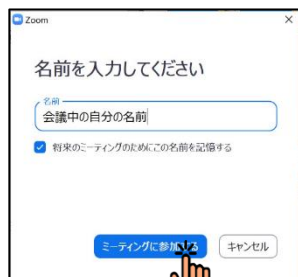 Zoom
名前を入力してください
名前
会議中の自分の名前
将来のミーティングのためにこの名前を記憶する
ミーティングに参加する
キャンセル